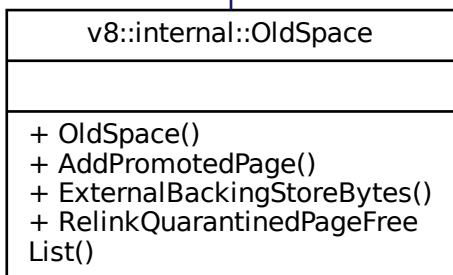 v8::internal::OldSpace
+ OldSpace()
+ AddPromotedPage()
+ ExternalBackingStoreBytes()
+ RelinkQuarantinedPageFree
List()